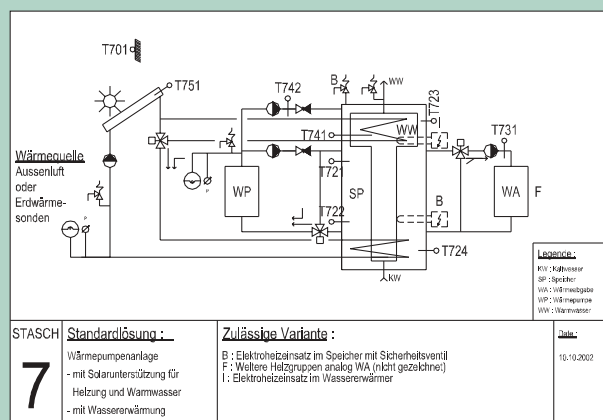 T701
T751
T742
B
WW
T723
T741
WW
T731
Wärmequelle
Aussenluft
oder
Erdwärme-
sonden
WP
T721
SP
WA
F
T722
B
P
P
T724
KW
Legende :
KW : Kaltwasser
SP : Speicher
WA : Wärmeabgabe
WP : Wärmepumpe
WW : Warmwasser
STASCH
7
Standardlösung :
Wärmepumpenanlage
- mit Solarunterstützung für
Heizung und Warmwasser
- mit Wassererwärmung
Zulässige Variante :
B : Elektroheizeinsatz im Speicher mit Sicherheitsventil
F : Weitere Heizgruppen analog WA (nicht gezeichnet)
I : Elektroheizeinsatz im Wassererwärmer
Date :
10.10.2002